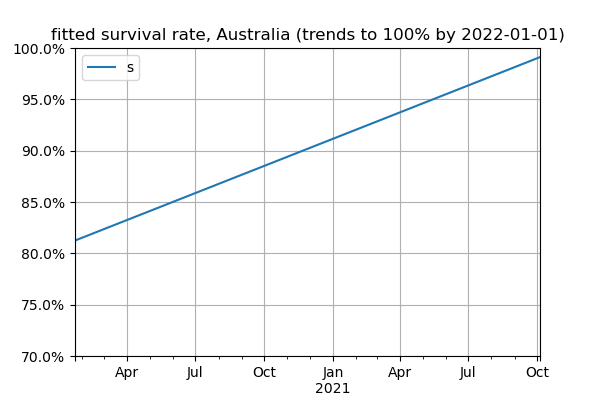 fitted survival rate, Australia (trends to 100% by 2022-01-01)
100.0%
s
95.0%
90.0%
85.0%
80.0%
75.0%
70.0%
Apr Jul Oct Jan Apr Jul Oct
2021